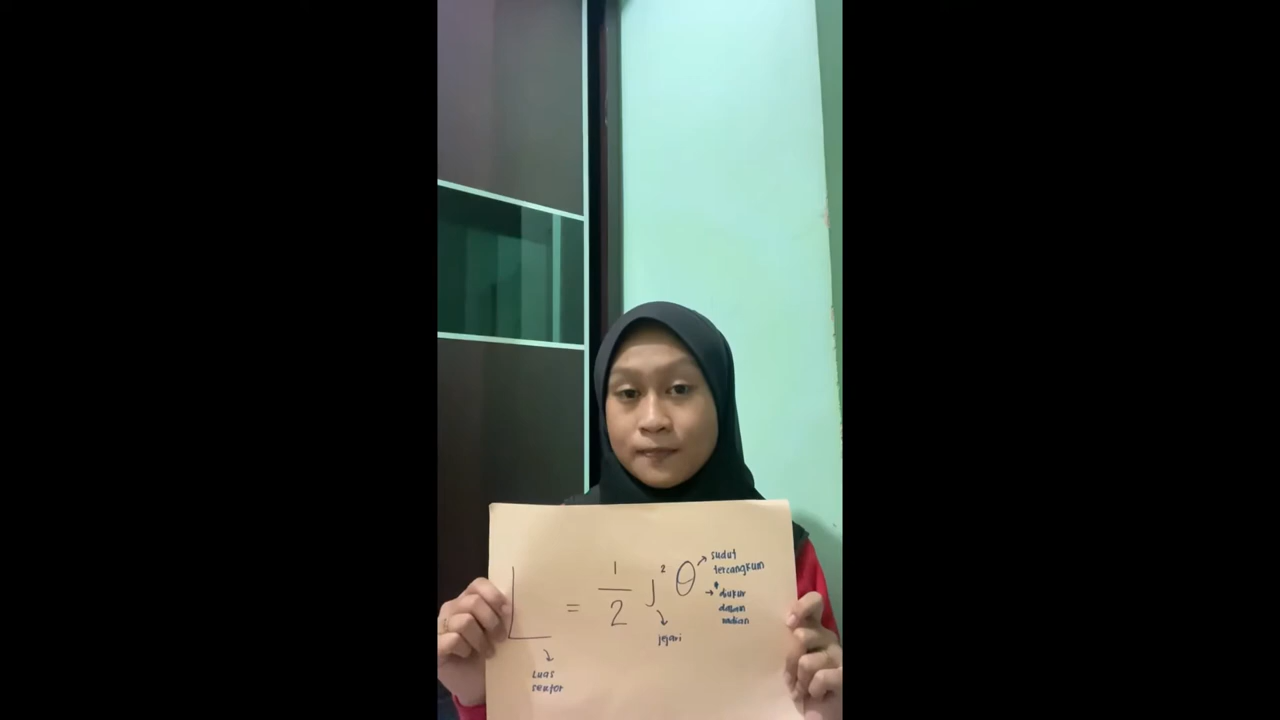 L = 1/2 j² θ
sudut
tercangkum
* diukur
dalam
radian
jejari
Luas
sektor